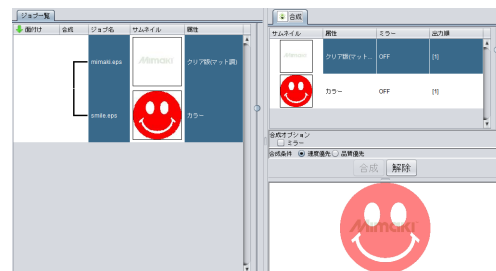 ジョブ一覧
面付け 合成 ジョブ名 サムネイル 属性
mimaki.eps Mimaki クリア版(マット調)
smile.eps カラー
合成
サムネイル 属性 ミラー 出力順
Mimaki クリア版(マット... OFF [1]
カラー OFF [1]
合成オプション
ミラー
合成条件 速度優先 品質優先
合成 解除
Mimaki